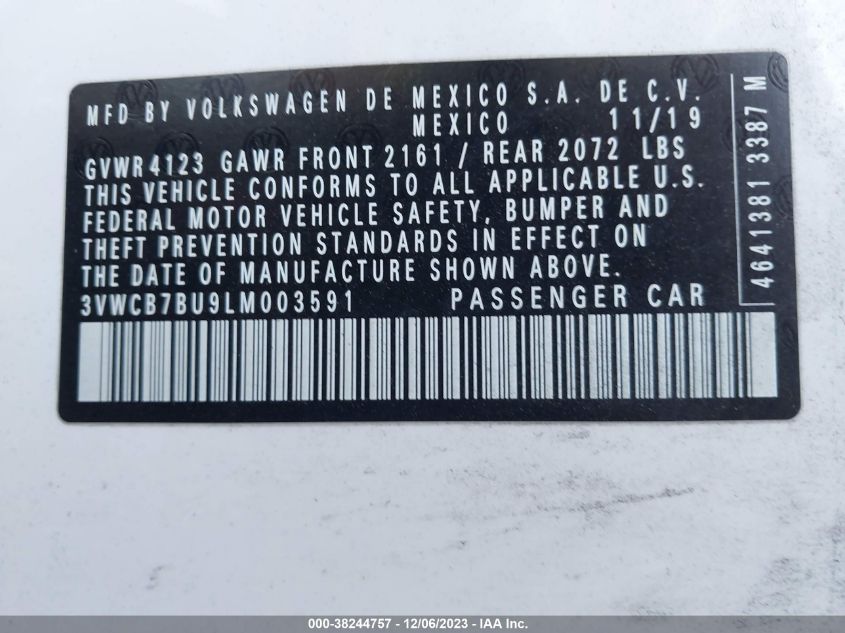 MFD BY VOLKSWAGEN DE MEXICO S.A. DE C.V.
MEXICO 11/19
GVWR 4123 GAWR FRONT 2161 / REAR 2072 LBS
THIS VEHICLE CONFORMS TO ALL APPLICABLE U.S.
FEDERAL MOTOR VEHICLE SAFETY, BUMPER AND
THEFT PREVENTION STANDARDS IN EFFECT ON
THE DATE OF MANUFACTURE SHOWN ABOVE.
3VWCB7BU9LM003591 PASSENGER CAR
4641381 3387 M
000-38244757 - 12/06/2023 - IAA Inc.